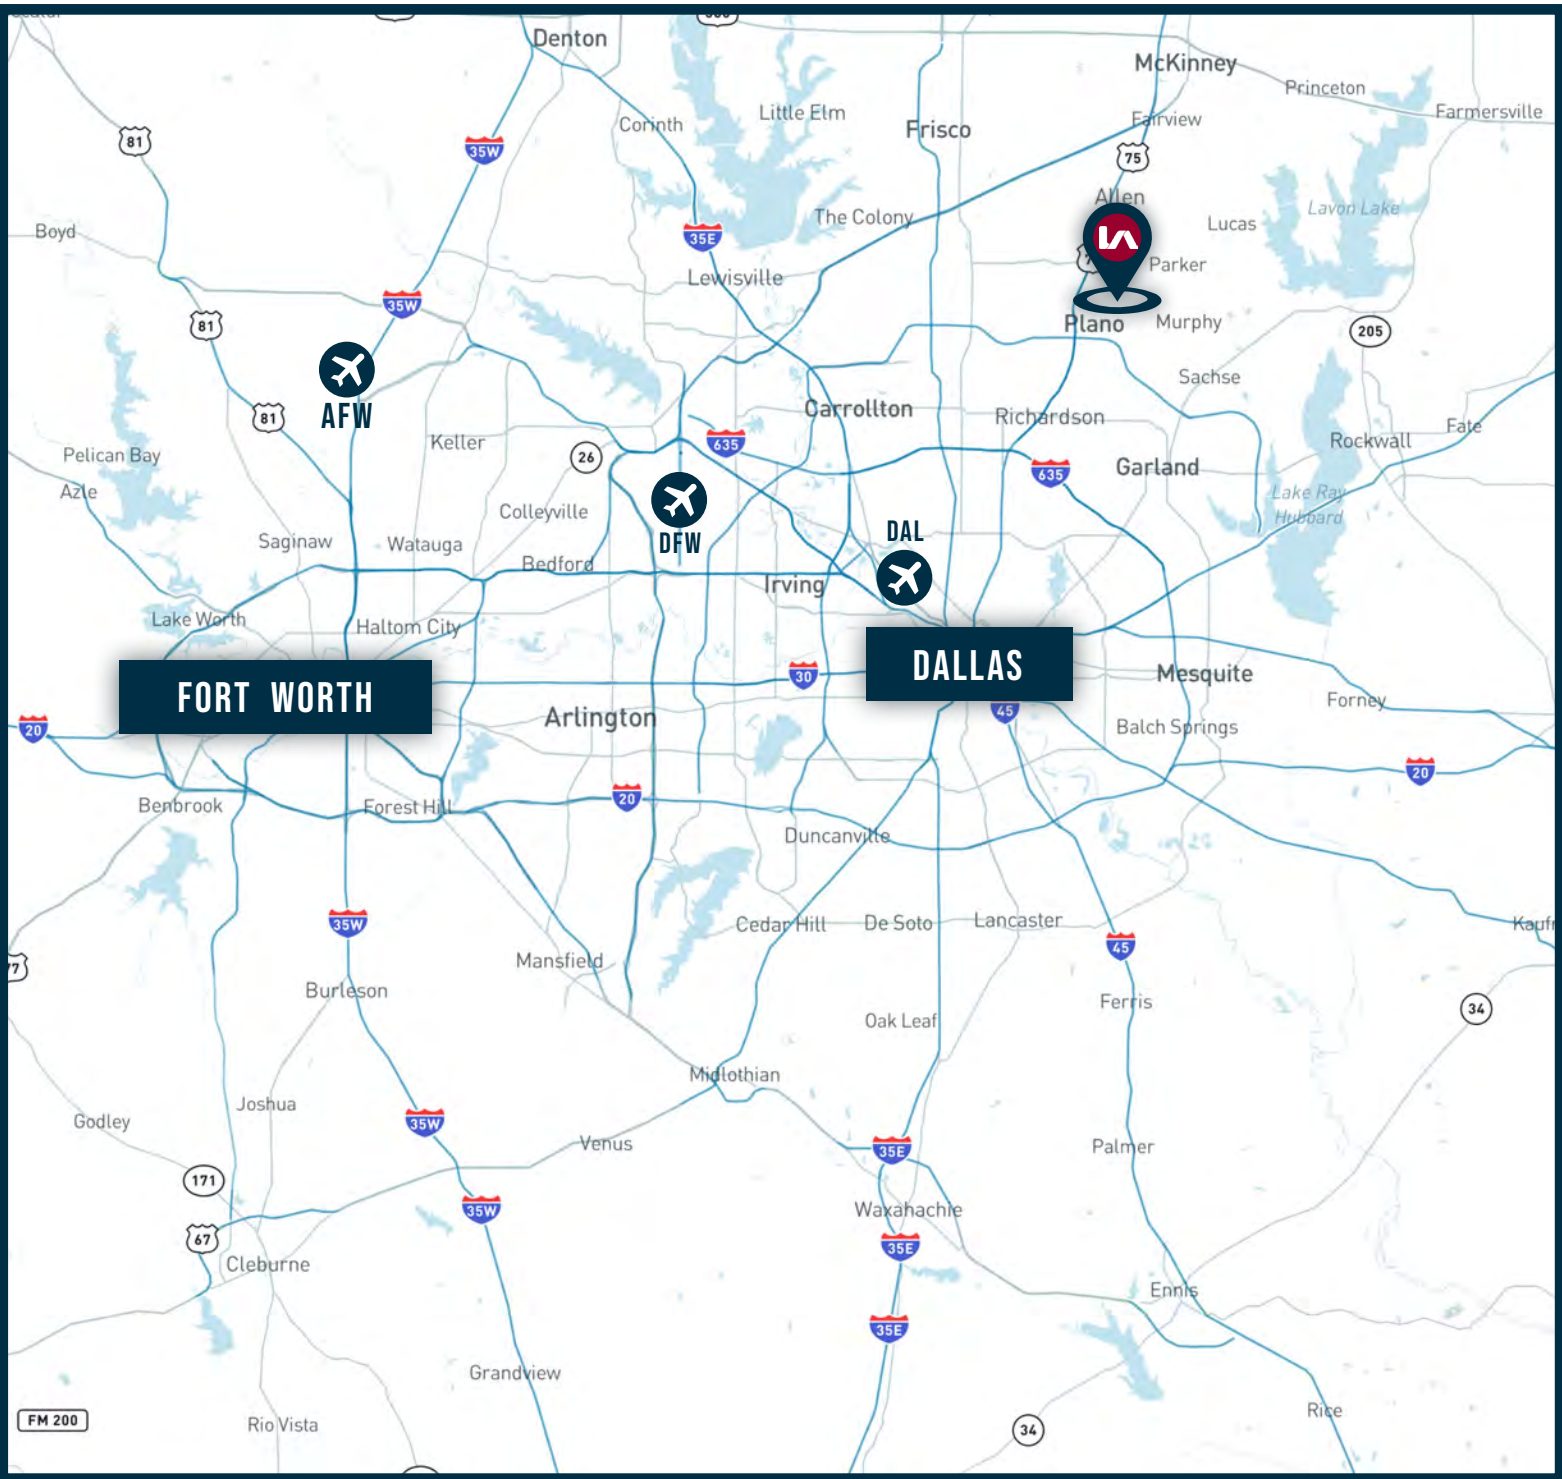 Denton
McKinney
Princeton
Farmersville
Little Elm
Corinth
Frisco
Fairview
81
35W
75
Allen
Lavon Lake
Boyd
The Colony
Lucas
35E
LA
Parker
Lewisville
35W
81
Plano
Murphy
205
AFW
Sachse
81
Carrollton
Richardson
Fate
Keller
635
Rockwall
Pelican Bay
26
Garland
635
Azle
Lake Ray
Hubbard
Colleyville
DFW
DAL
Saginaw
Watauga
Bedford
Irving
Lake Worth
Haltom City
DALLAS
30
Mesquite
FORT WORTH
Forney
Arlington
45
20
Balch Springs
20
20
Benbrook
Forest Hill
Duncanville
35W
Cedar Hill
De Soto
Lancaster
45
Mansfield
Burleson
Ferris
34
Oak Leaf
Midlothian
Joshua
Godley
35W
Venus
35E
Palmer
171
35W
Waxahachie
67
35E
Cleburne
Ennis
35E
Grandview
Rice
FM 200
Rio Vista
34